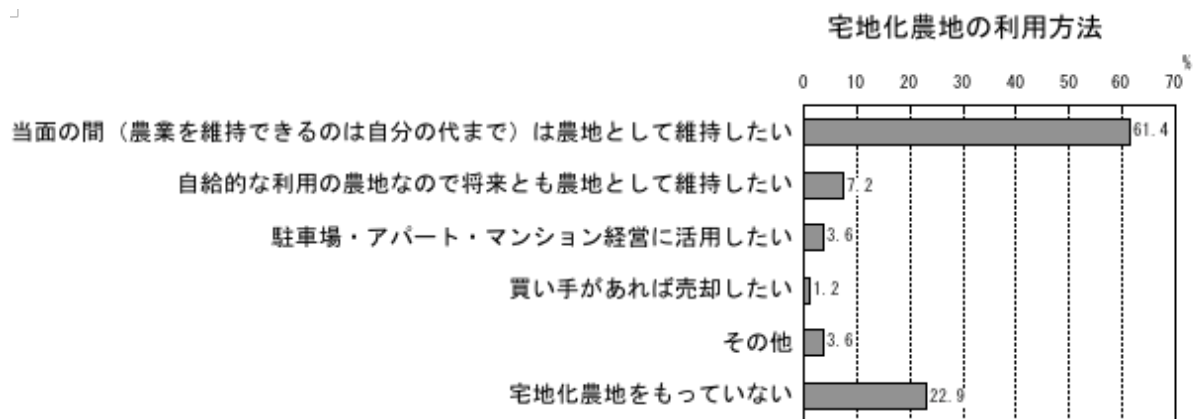 宅地化農地の利用方法
%
0 10 20 30 40 50 60 70
当面の間（農業を維持できるのは自分の代まで）は農地として維持したい 61.4
自給的な利用の農地なので将来とも農地として維持したい 7.2
駐車場・アパート・マンション経営に活用したい 3.6
買い手があれば売却したい 1.2
その他 3.6
宅地化農地をもっていない 22.9